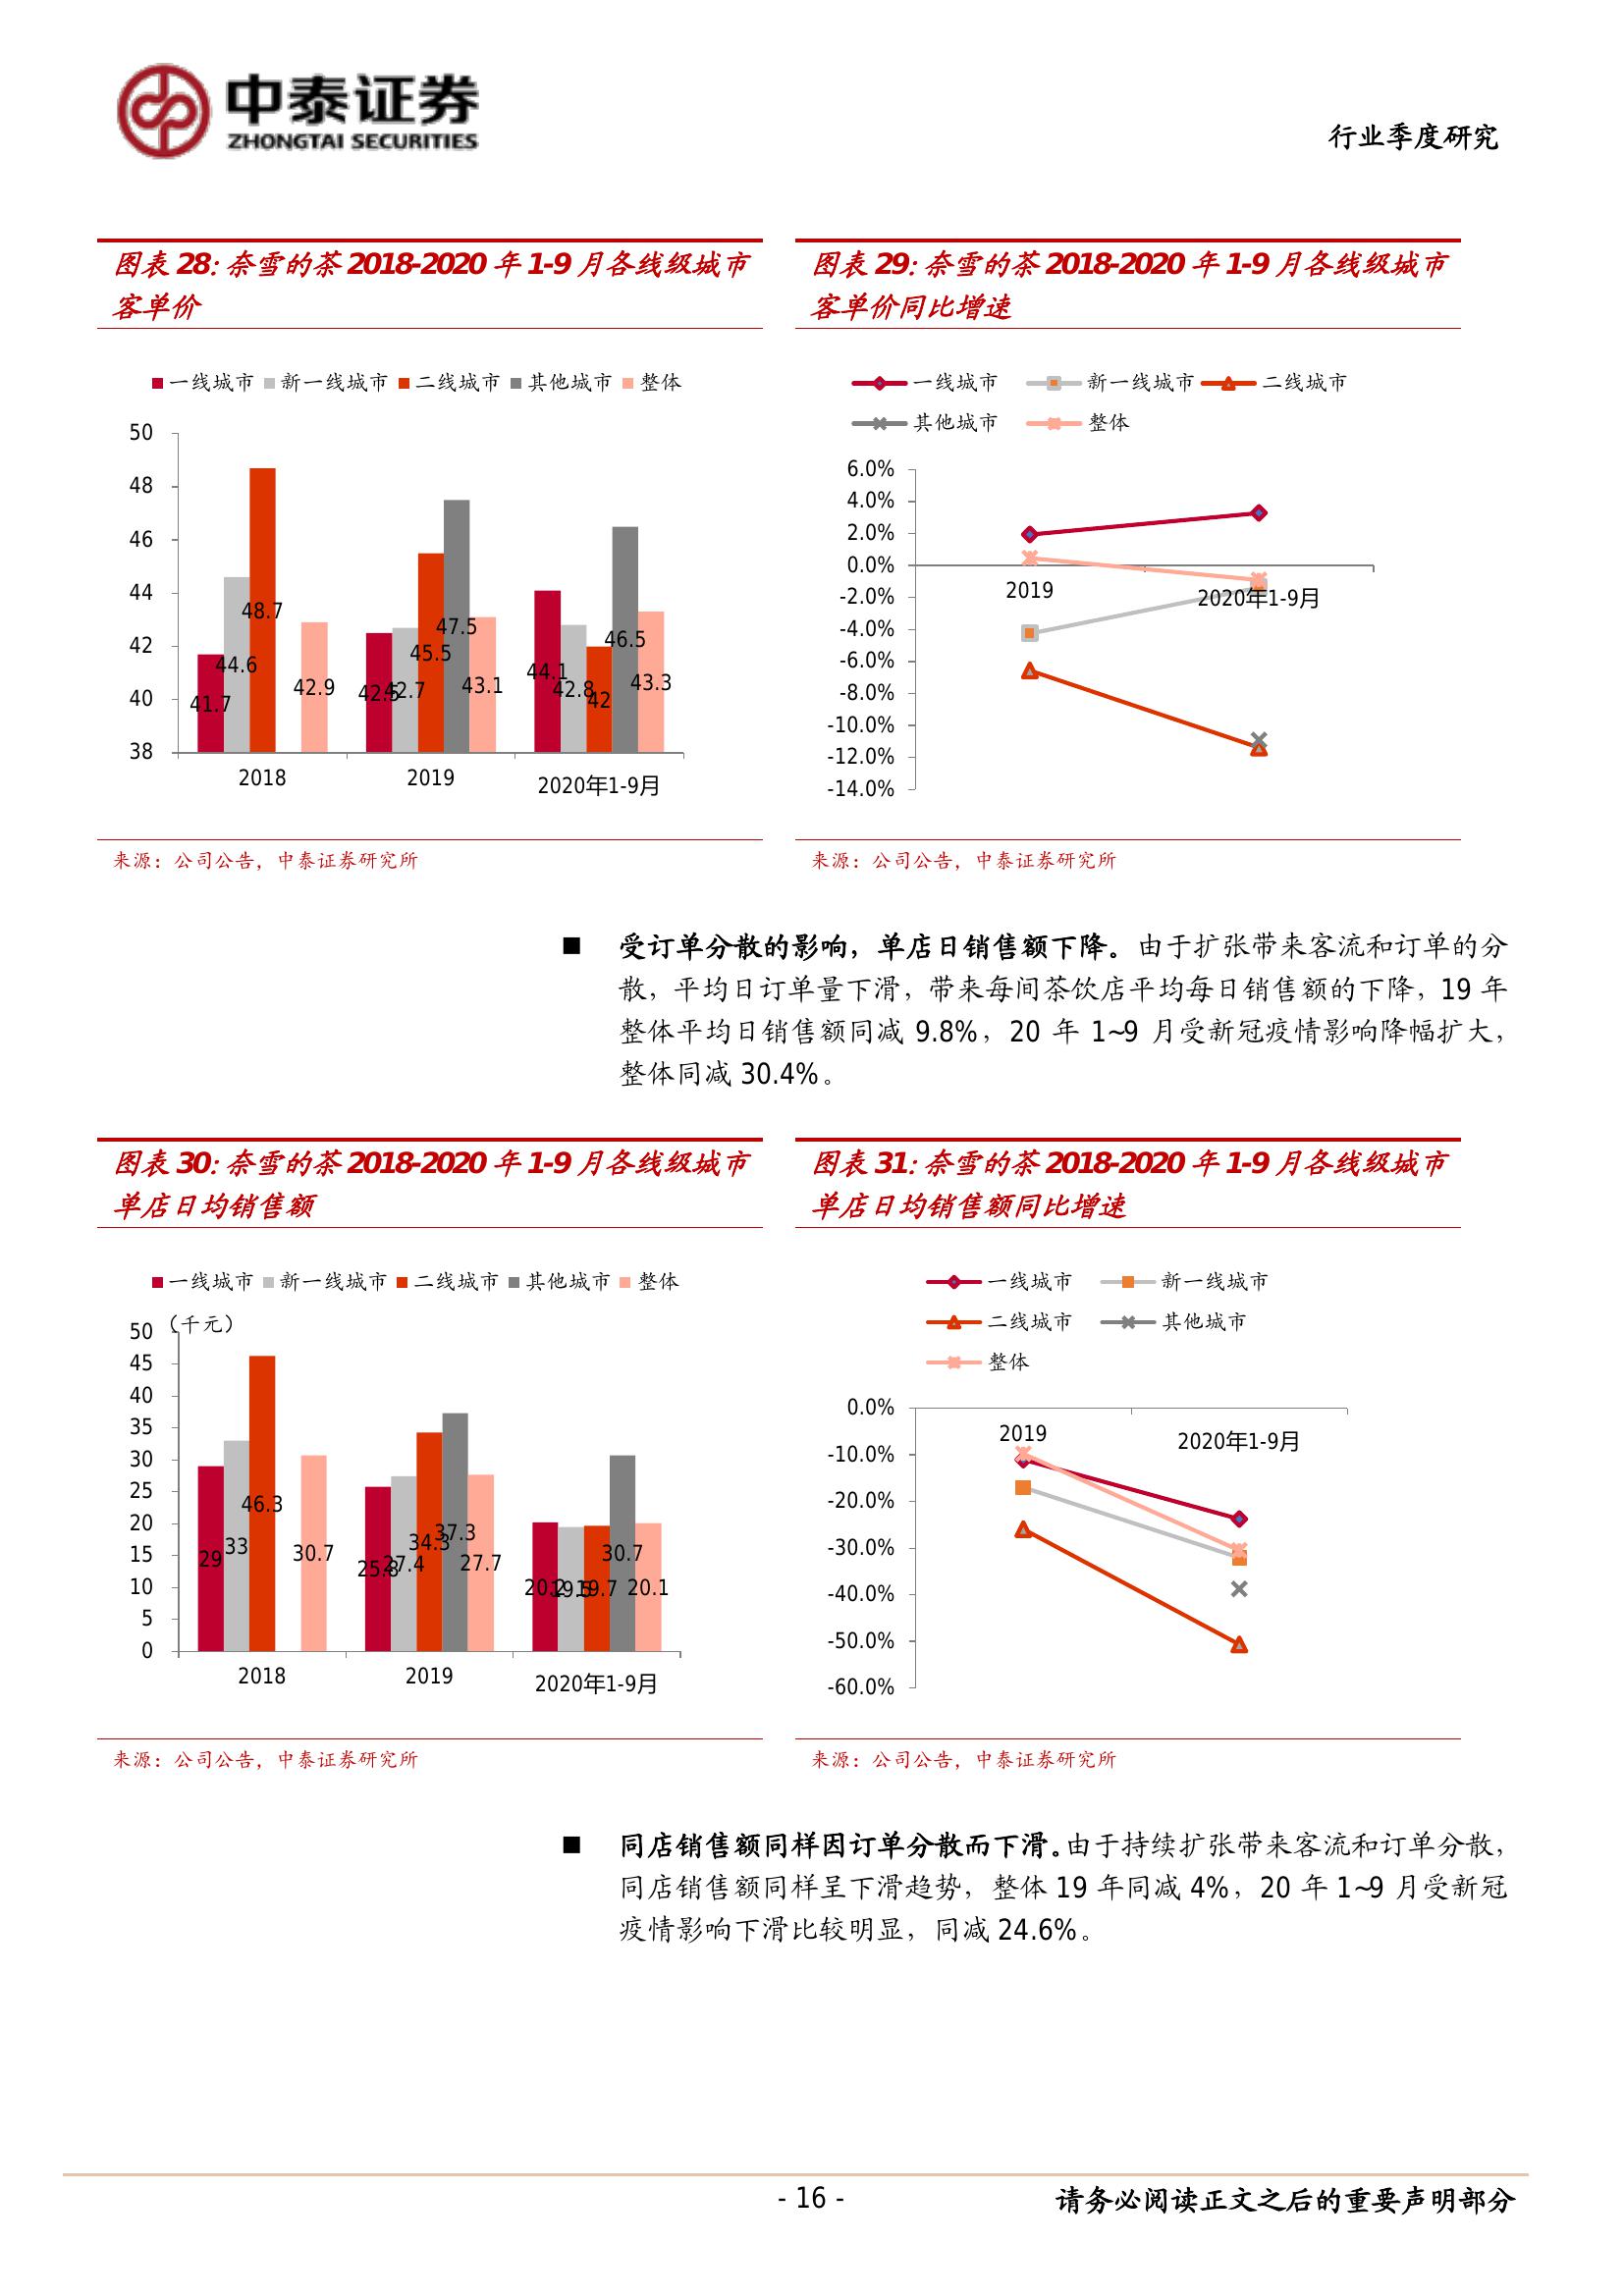 中泰证券
ZHONGTAI SECURITIES
行业季度研究
图表 28：奈雪的茶 2018-2020 年 1-9 月各线级城市
客单价
一线城市 新一线城市 二线城市 其他城市 整体
50
48
46
44
42
40
38
41.7
44.6
48.7
42.9
42.5
42.7
45.5
47.5
43.1
44.1
42.8
42
46.5
43.3
2018
2019
2020年1-9月
来源：公司公告，中泰证券研究所
图表 29：奈雪的茶 2018-2020 年 1-9 月各线级城市
客单价同比增速
一线城市 新一线城市 二线城市
其他城市 整体
6.0%
4.0%
2.0%
0.0%
-2.0%
-4.0%
-6.0%
-8.0%
-10.0%
-12.0%
-14.0%
2019
2020年1-9月
来源：公司公告，中泰证券研究所
■ 受订单分散的影响，单店日销售额下降。由于扩张带来客流和订单的分
散，平均日订单量下滑，带来每间茶饮店平均每日销售额的下降，19 年
整体平均日销售额同减 9.8%，20 年 1~9 月受新冠疫情影响降幅扩大，
整体同减 30.4%。
图表 30：奈雪的茶 2018-2020 年 1-9 月各线级城市
单店日均销售额
一线城市 新一线城市 二线城市 其他城市 整体
（千元）
50
45
40
35
30
25
20
15
10
5
0
29
33
46.3
30.7
25.8
27.4
34.3
37.3
27.7
20.2
19.5
19.7
30.7
20.1
2018
2019
2020年1-9月
来源：公司公告，中泰证券研究所
图表 31：奈雪的茶 2018-2020 年 1-9 月各线级城市
单店日均销售额同比增速
一线城市 新一线城市
二线城市 其他城市
整体
0.0%
-10.0%
-20.0%
-30.0%
-40.0%
-50.0%
-60.0%
2019
2020年1-9月
来源：公司公告，中泰证券研究所
■ 同店销售额同样因订单分散而下滑。由于持续扩张带来客流和订单分散，
同店销售额同样呈下滑趋势，整体 19 年同减 4%，20 年 1~9 月受新冠
疫情影响下滑比较明显，同减 24.6%。
- 16 -
请务必阅读正文之后的重要声明部分